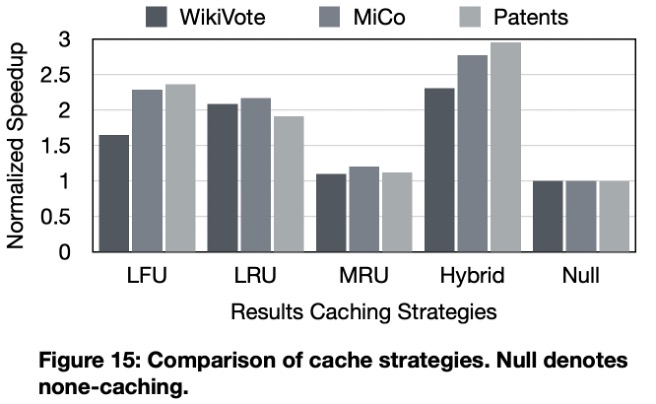 WikiVote MiCo Patents
Normalized Speedup
3
2.5
2
1.5
1
0.5
0
LFU LRU MRU Hybrid Null
Results Caching Strategies
Figure 15: Comparison of cache strategies. Null denotes
none-caching.